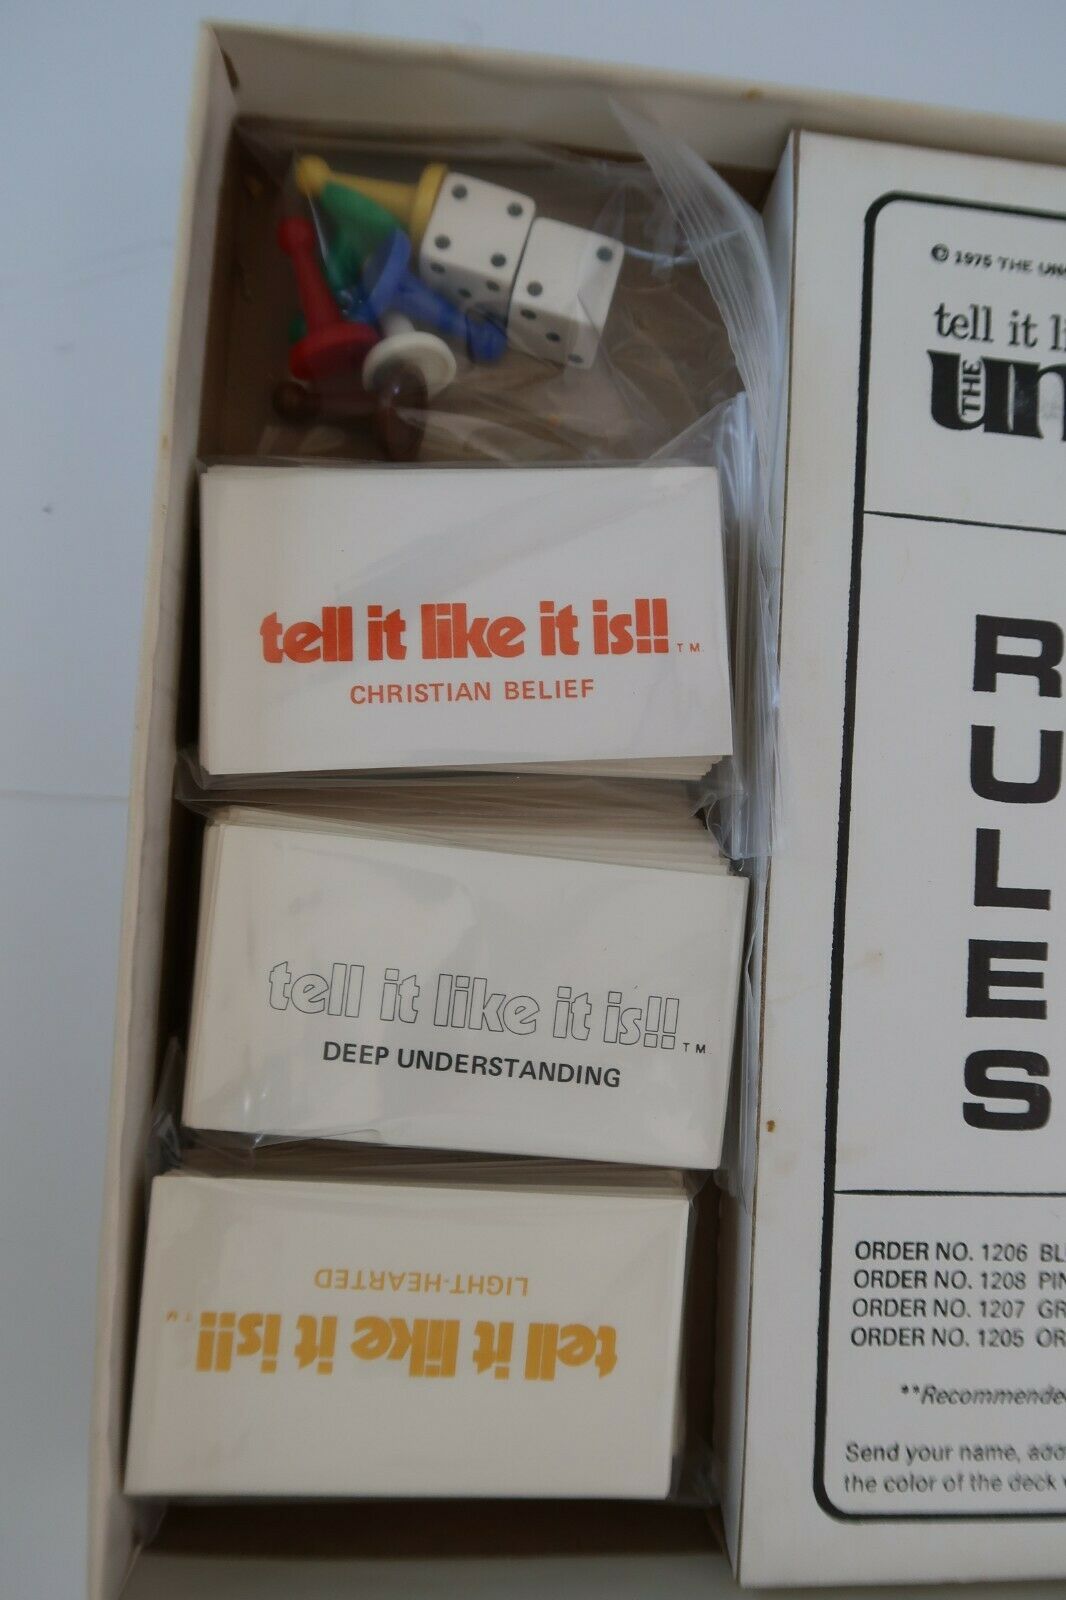 tell it like it is!! TM.
CHRISTIAN BELIEF
tell it like it is!! TM
DEEP UNDERSTANDING
tell it like it is!! TM
LIGHT-HEARTED
© 1975 THE
tell it
THE
RULES
ORDER NO. 1206
ORDER NO. 1208
ORDER NO. 1207
ORDER NO. 1205
Send your name,
the color of the deck